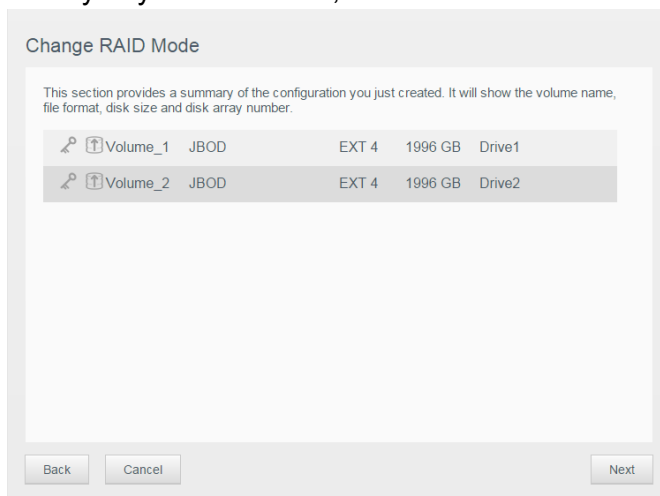 Change RAID Mode
This section provides a summary of the configuration you just created. It will show the volume name,
file format, disk size and disk array number.
Volume_1 JBOD EXT 4 1996 GB Drive1
Volume_2 JBOD EXT 4 1996 GB Drive2
Back Cancel Next